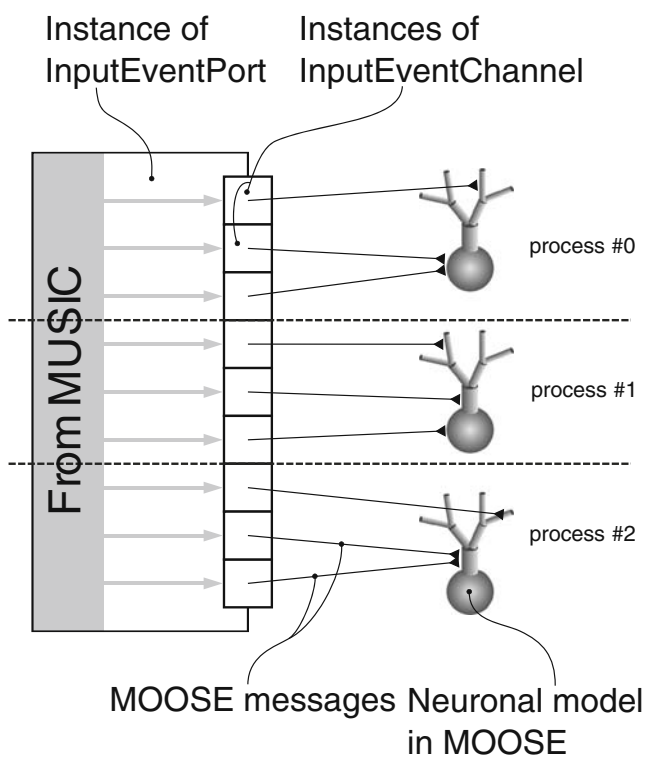 Instance of
InputEventPort
Instances of
InputEventChannel
From MUSIC
process #0
process #1
process #2
MOOSE messages
Neuronal model
in MOOSE